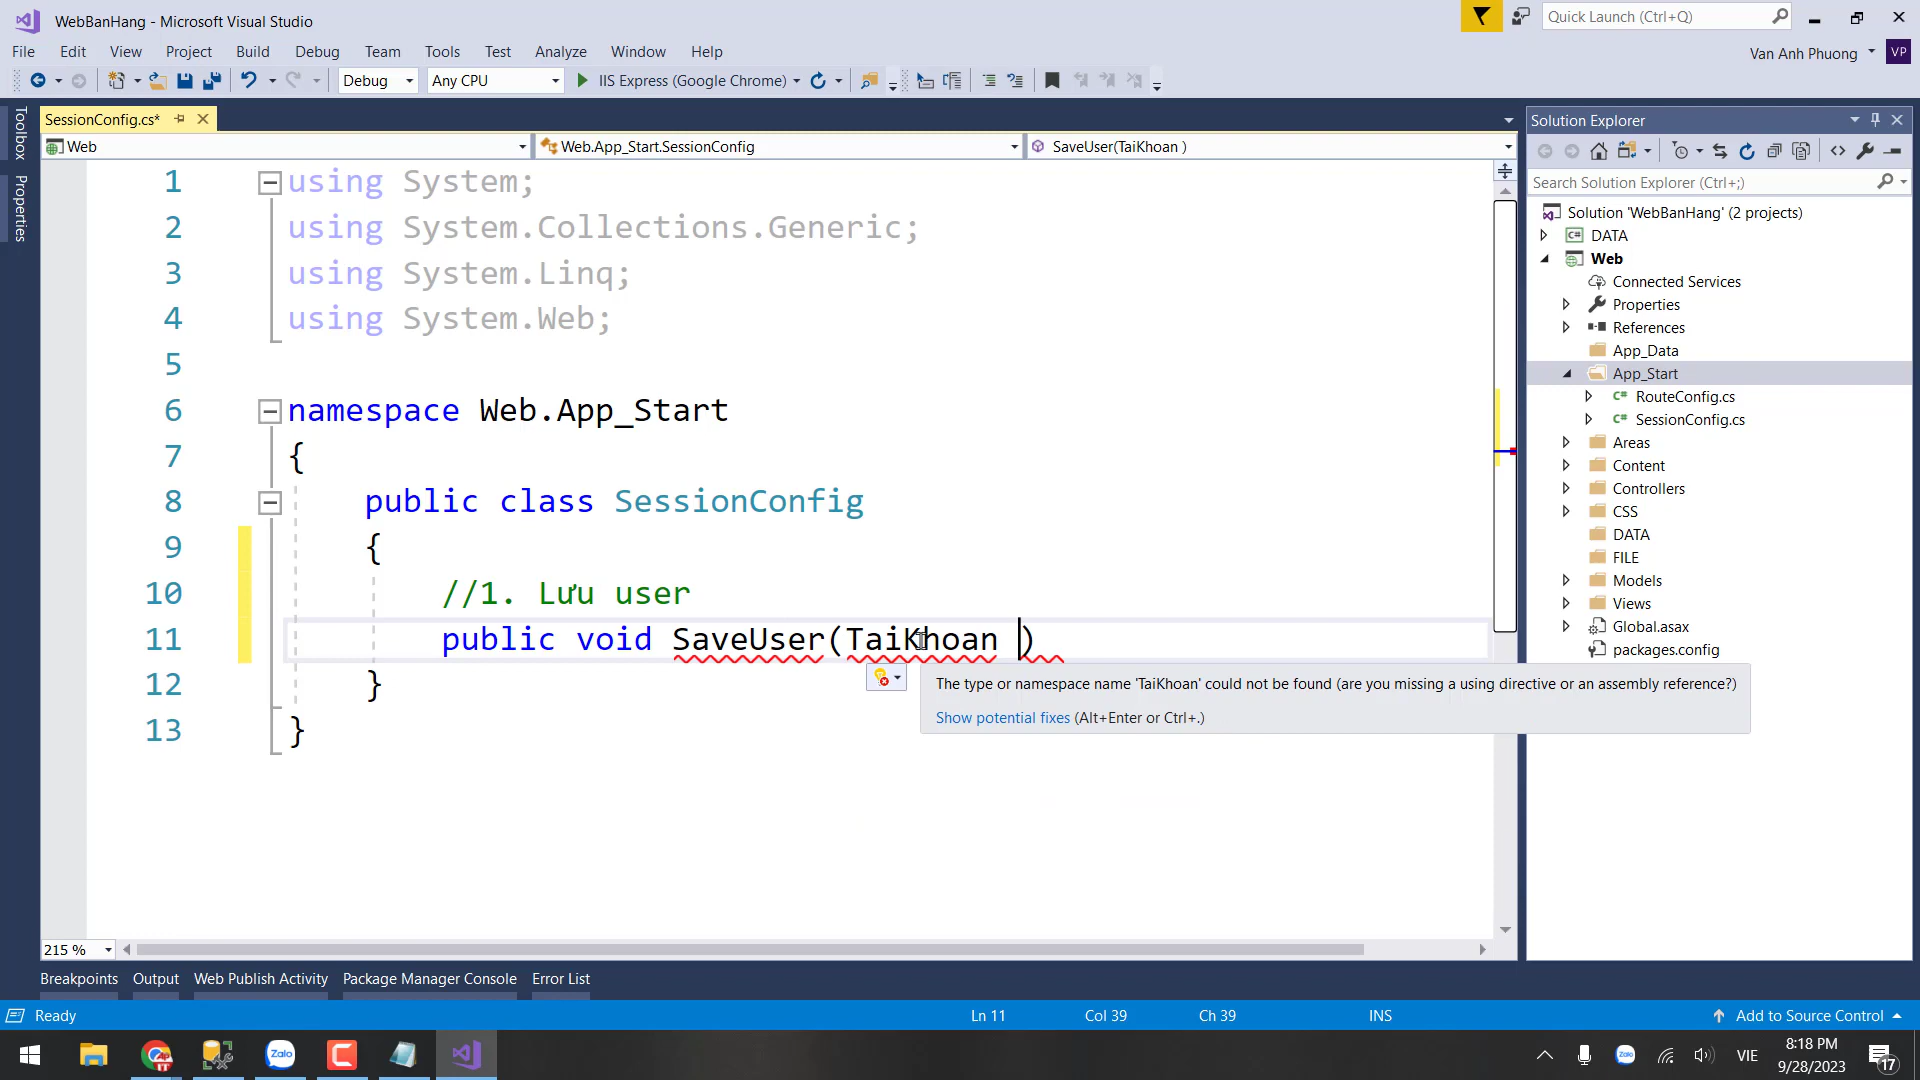 WebBanHang - Microsoft Visual Studio
Quick Launch (Ctrl+Q)
File Edit View Project Build Debug Team Tools Test Analyze Window Help
Van Anh Phuong
VP
Debug
Any CPU
IIS Express (Google Chrome)
Toolbox
Properties
SessionConfig.cs*
Web
Web.App_Start.SessionConfig
SaveUser(TaiKhoan )
1 using System;
2 using System.Collections.Generic;
3 using System.Linq;
4 using System.Web;
5
6 namespace Web.App_Start
7 {
8 public class SessionConfig
9 {
10 //1. Lưu user
11 public void SaveUser(TaiKhoan )
12 }
13 }
The type or namespace name 'TaiKhoan' could not be found (are you missing a using directive or an assembly reference?)
Show potential fixes (Alt+Enter or Ctrl+.)
215 %
Solution Explorer
Search Solution Explorer (Ctrl+;)
Solution 'WebBanHang' (2 projects)
C# DATA
Web
Connected Services
Properties
References
App_Data
App_Start
C# RouteConfig.cs
C# SessionConfig.cs
Areas
Content
Controllers
CSS
DATA
FILE
Models
Views
Global.asax
packages.config
Breakpoints Output Web Publish Activity Package Manager Console Error List
Ready
Ln 11
Col 39
Ch 39
INS
Add to Source Control
Zalo
VIE
8:18 PM
9/28/2023
17